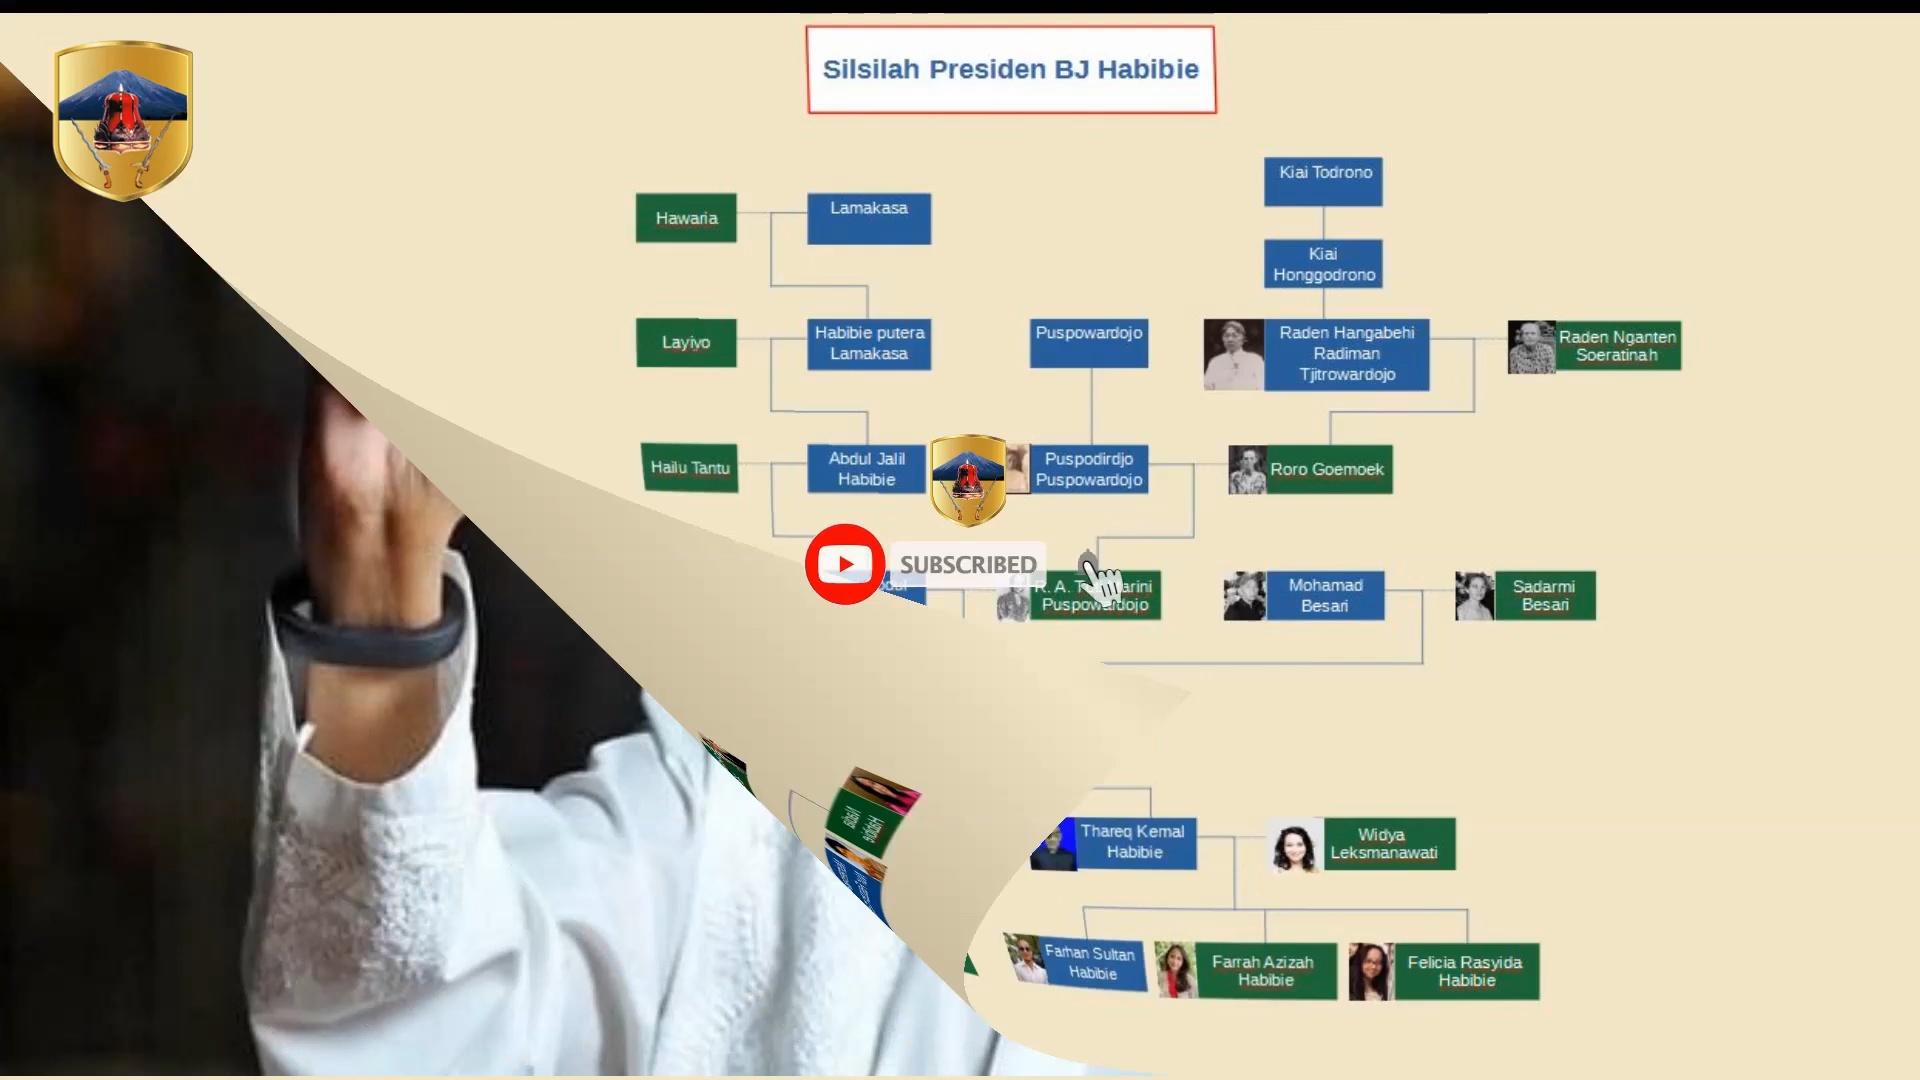 Silsilah Presiden BJ Habibie
Kiai Todrono
Hawaria
Lamakasa
Kiai
Honggodrono
Layiyo
Habibie putera
Lamakasa
Puspowardojo
Raden Hangabehi
Radiman
Tjitrowardojo
Raden Nganten
Soeratinah
Hailu Tantu
Abdul Jalil
Habibie
Puspodirdjo
Puspowardojo
Roro Goemoek
SUBSCRIBED
R. A.
Puspowardojo
Mohamad
Besari
Sadarmi
Besari
Habibie
Thareq Kemal
Habibie
Widya
Leksmanawati
Farhan Sultan
Habibie
Farrah Azizah
Habibie
Felicia Rasyida
Habibie